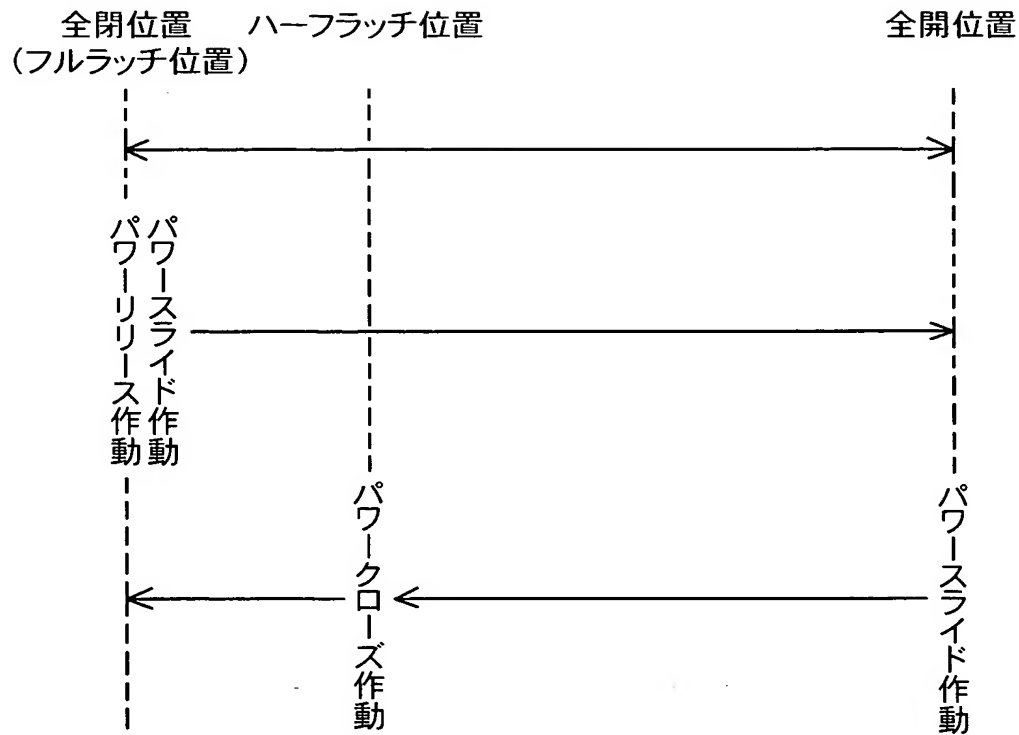 全閉位置
(フルラッチ位置)
ハーフラッチ位置
全開位置
パワースライド作動
パワーリリース作動
パワークローズ作動
パワースライド作動